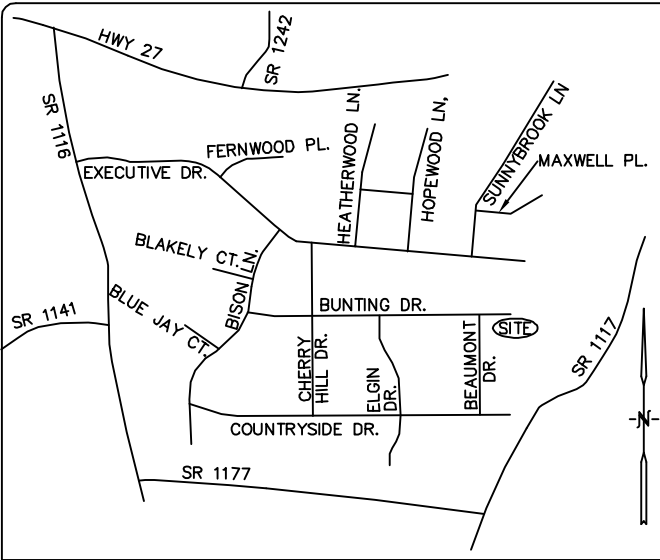 HWY 27
SR 1242
SR 1116
FERNWOOD PL.
EXECUTIVE DR.
HEATHERWOOD LN.
HOPEWOOD LN,
SUNNYBROOK LN
MAXWELL PL.
BLAKELY CT.
BISON LN.
BLUE JAY CT.
SR 1141
BUNTING DR.
SITE
SR 1117
CHERRY
HILL DR.
ELGIN
DR.
BEAUMONT
DR.
COUNTRYSIDE DR.
SR 1177
N